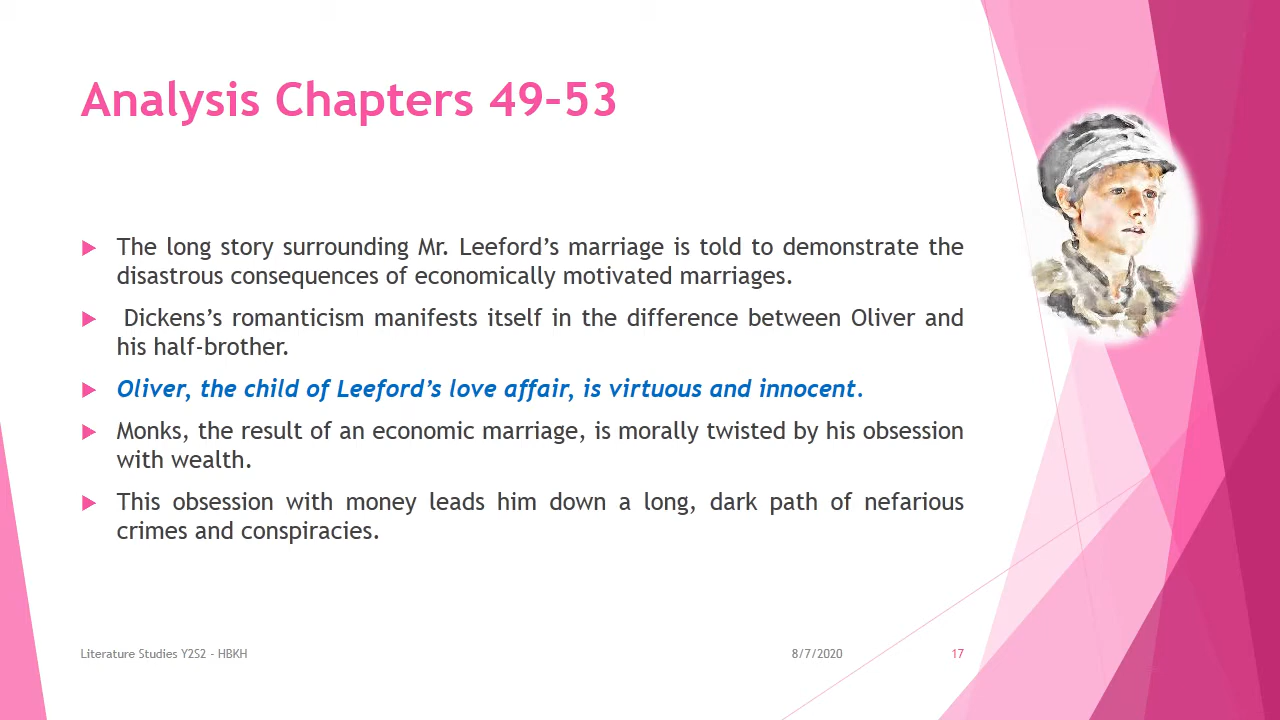 Analysis Chapters 49–53
The long story surrounding Mr. Leeford’s marriage is told to demonstrate the
disastrous consequences of economically motivated marriages.
Dickens’s romanticism manifests itself in the difference between Oliver and
his half-brother.
Oliver, the child of Leeford’s love affair, is virtuous and innocent.
Monks, the result of an economic marriage, is morally twisted by his obsession
with wealth.
This obsession with money leads him down a long, dark path of nefarious
crimes and conspiracies.
Literature Studies Y2S2 - HBKH 8/7/2020 17